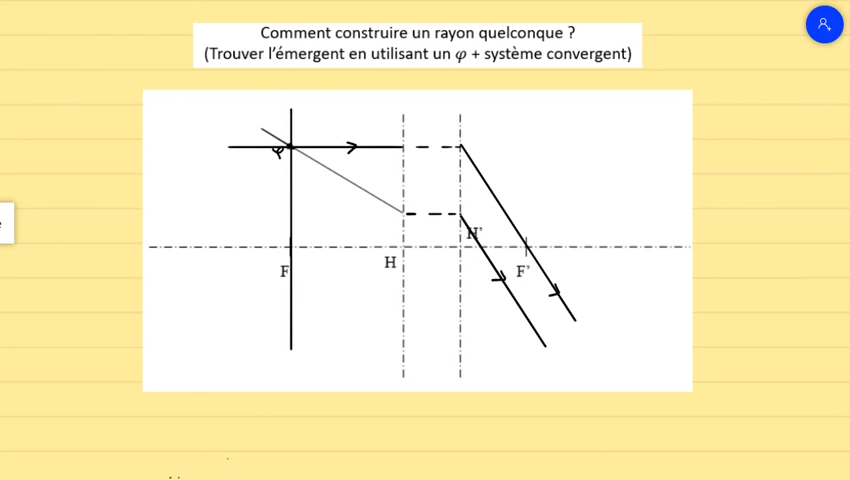 Comment construire un rayon quelconque ?
(Trouver l’émergent en utilisant un φ + système convergent)
φ
H'
F
H
F'